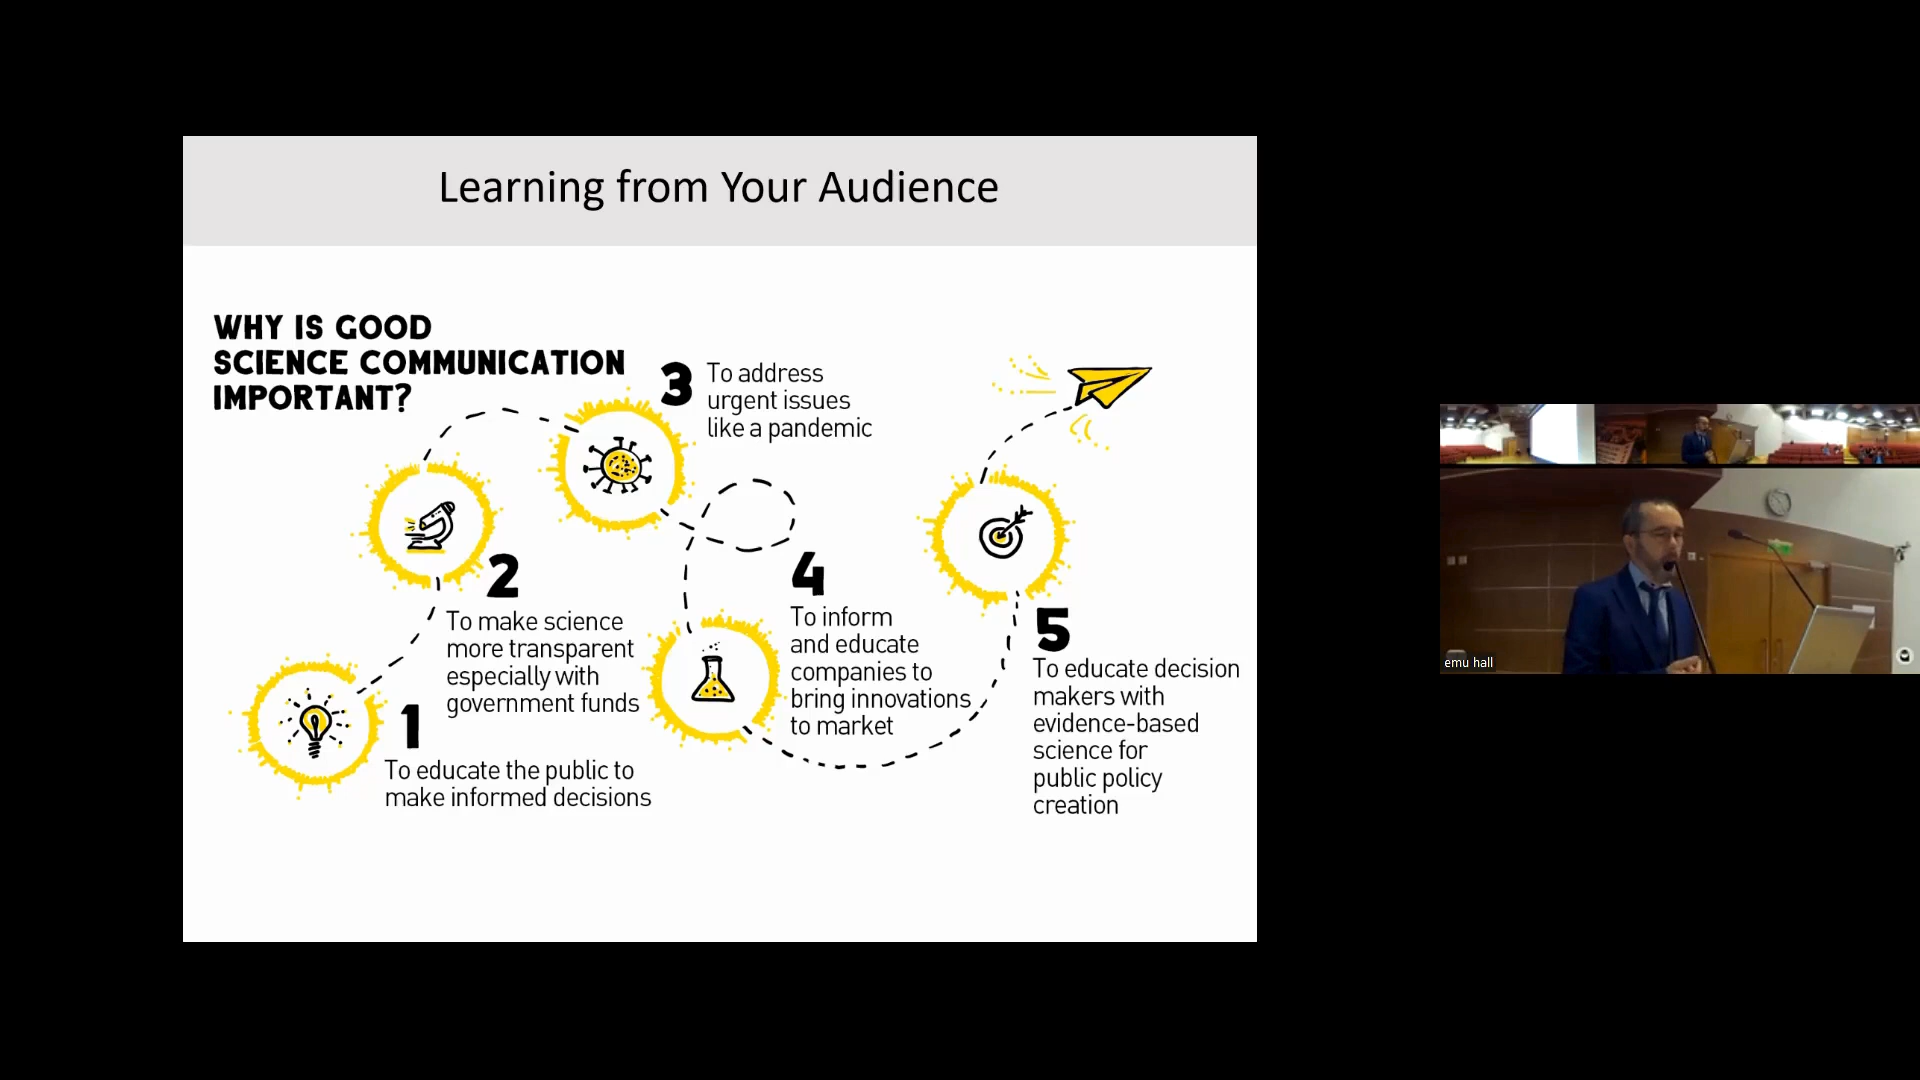 Learning from Your Audience
WHY IS GOOD
SCIENCE COMMUNICATION
IMPORTANT?
1
To educate the public to
make informed decisions
2
To make science
more transparent
especially with
government funds
3
To address
urgent issues
like a pandemic
4
To inform
and educate
companies to
bring innovations
to market
5
To educate decision
makers with
evidence-based
science for
public policy
creation
emu hall